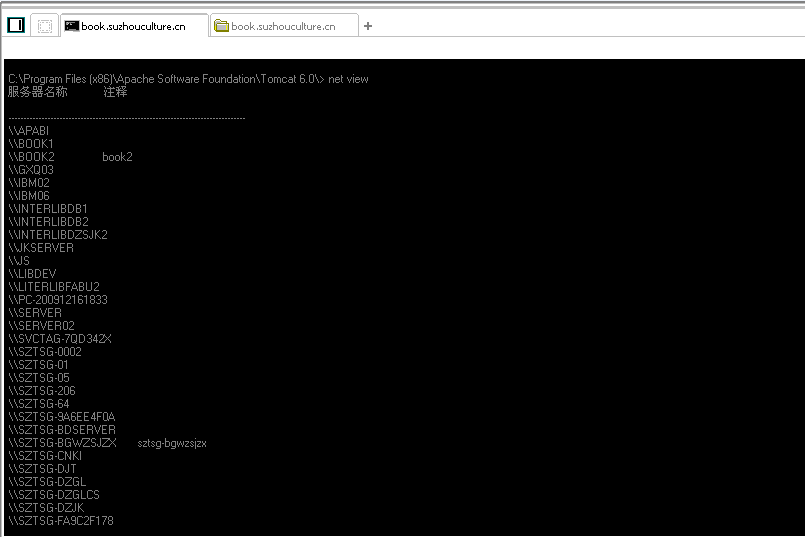 book.suzhouculture.cn book.suzhouculture.cn +
C:\Program Files (x86)\Apache Software Foundation\Tomcat 6.0\> net view
服务器名称 注释
-------------------------------------------------------------------------------
\\APABI
\\BOOK1
\\BOOK2 book2
\\GXQ03
\\IBM02
\\IBM06
\\INTERLIBDB1
\\INTERLIBDB2
\\INTERLIBDZSJK2
\\JKSERVER
\\JS
\\LIBDEV
\\LITERLIBFABU2
\\PC-200912161833
\\SERVER
\\SERVER02
\\SVCTAG-7QD342X
\\SZTSG-0002
\\SZTSG-01
\\SZTSG-05
\\SZTSG-206
\\SZTSG-64
\\SZTSG-9A6EE4F0A
\\SZTSG-BDSERVER
\\SZTSG-BGWZSJZX sztsg-bgwzsjzx
\\SZTSG-CNKI
\\SZTSG-DJT
\\SZTSG-DZGL
\\SZTSG-DZGLCS
\\SZTSG-DZJK
\\SZTSG-FA9C2F178